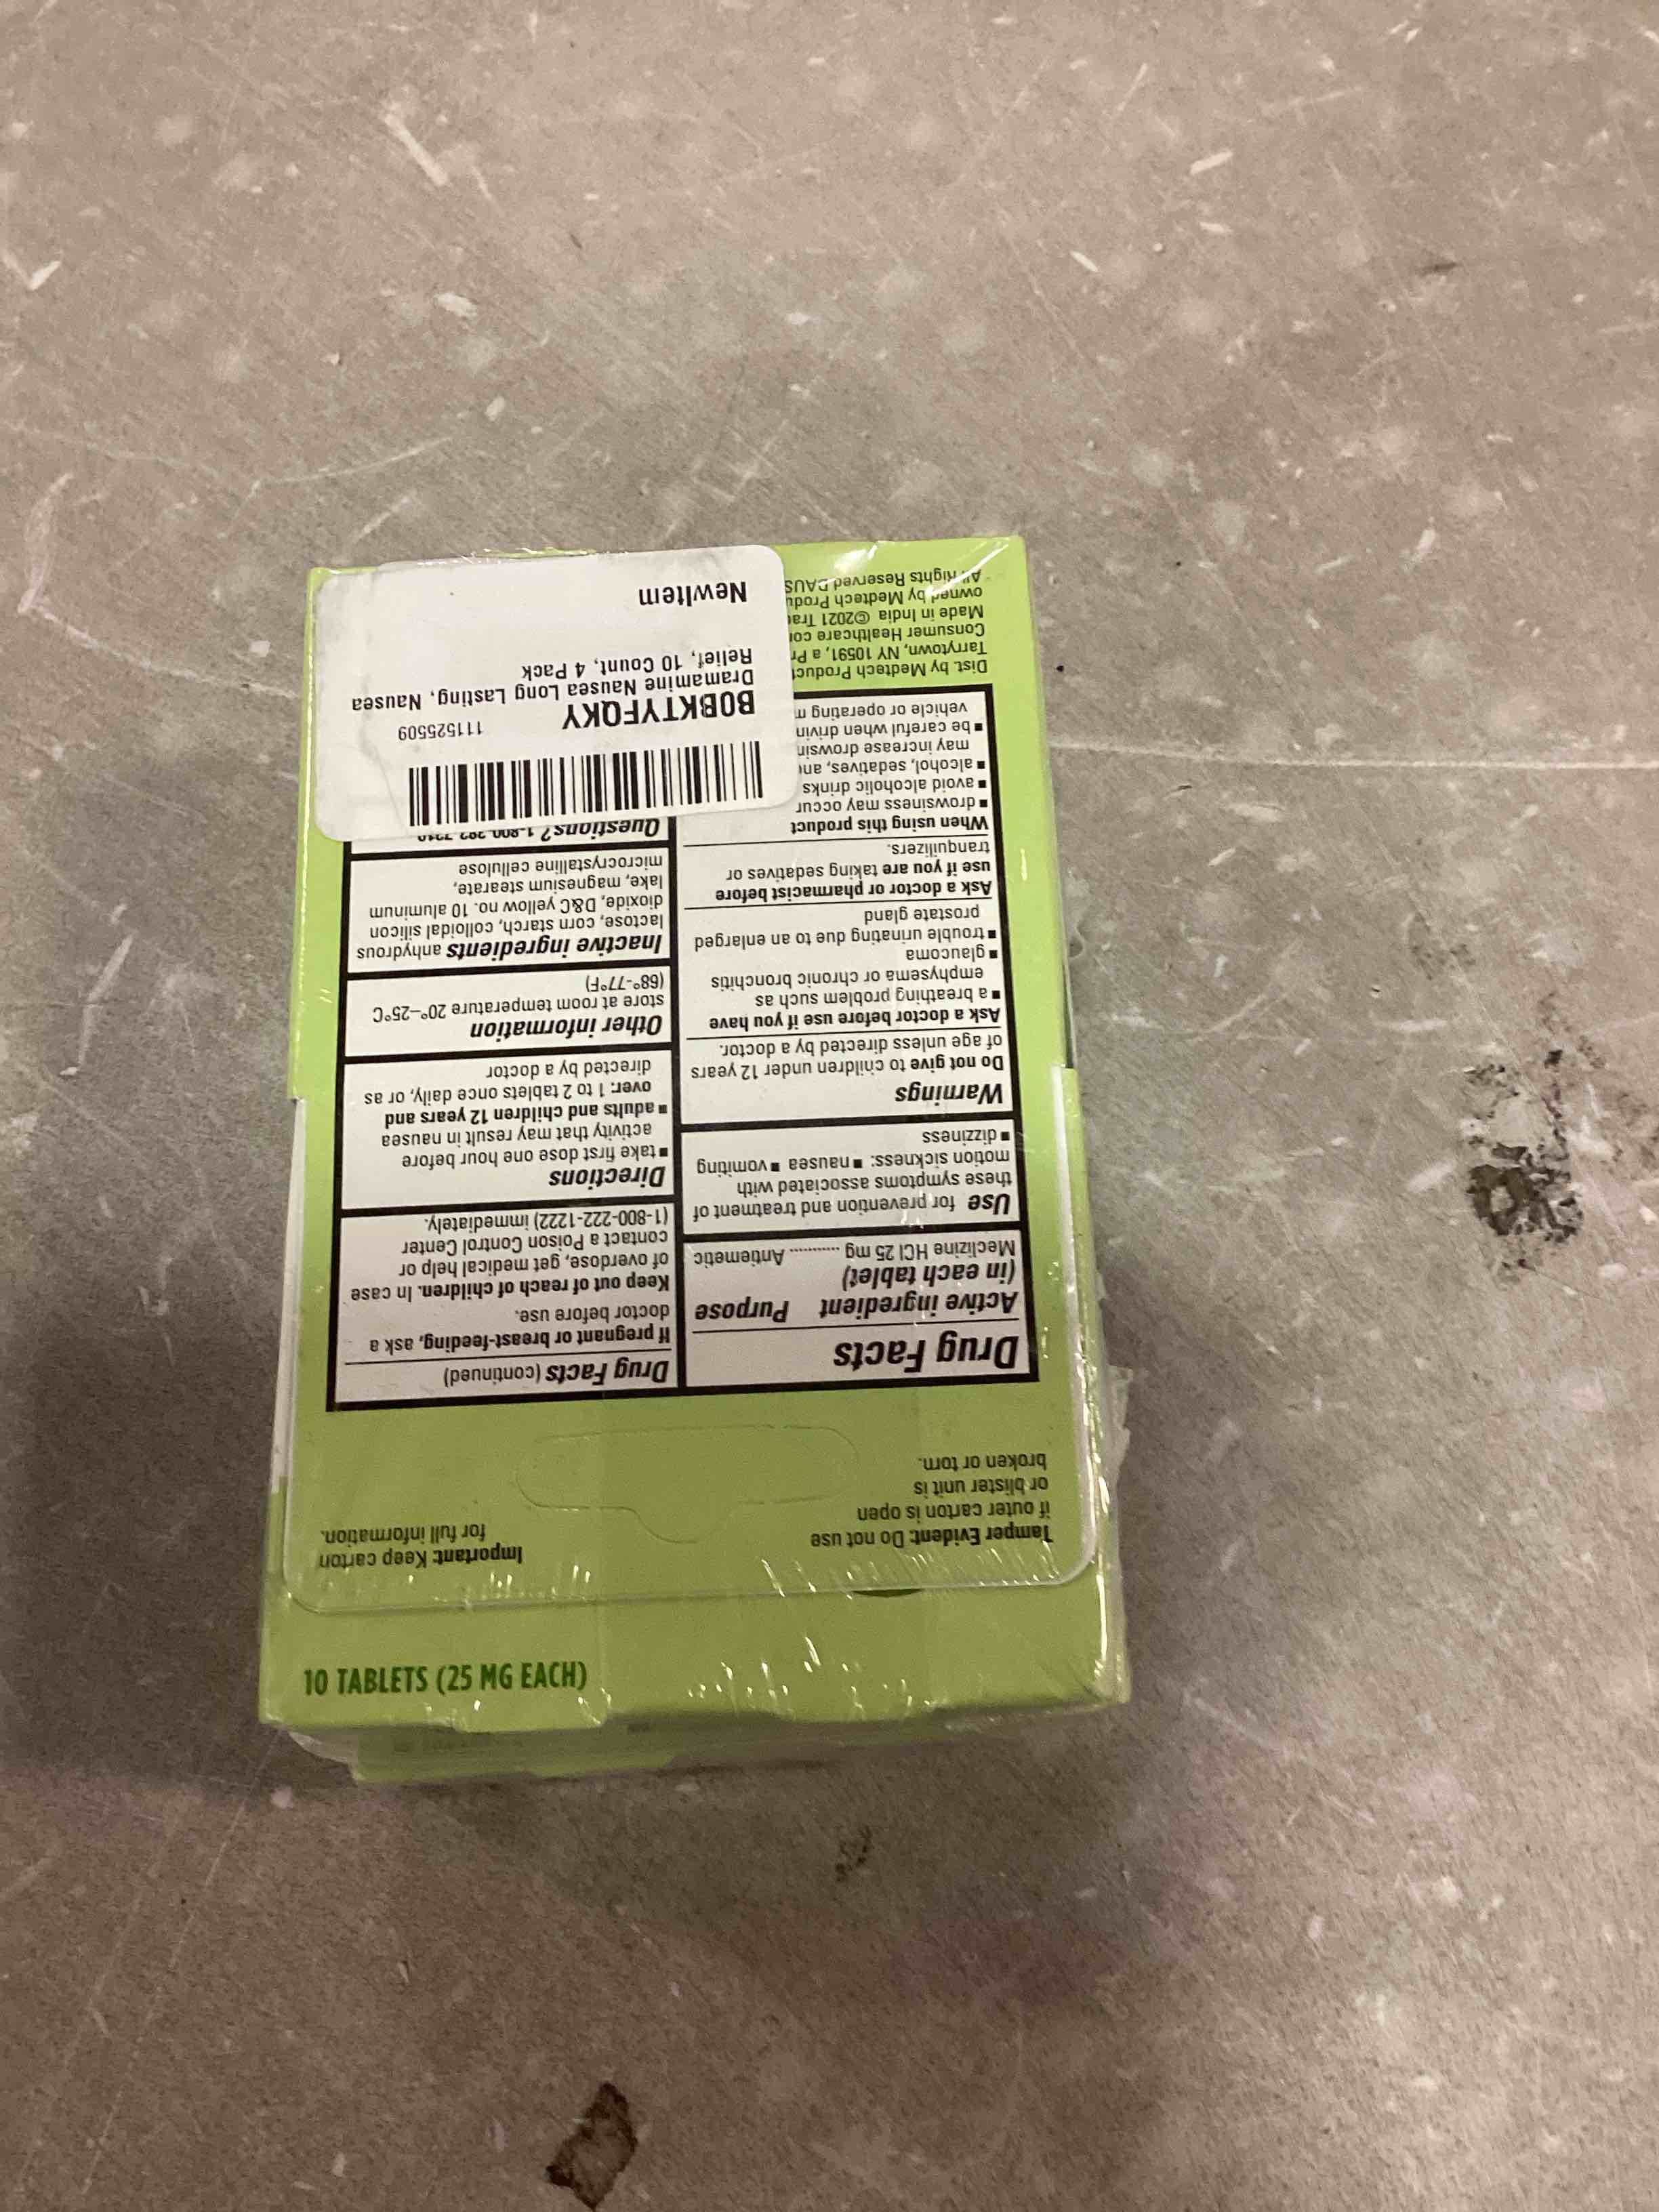 10 TABLETS (25 MG EACH)
Tamper Evident: Do not use
if outer carton is open
or blister unit is
broken or torn.
Important: Keep carton
for full information.
Drug Facts
Active ingredient Purpose
(in each tablet)
Meclizine HCl 25 mg ........... Antiemetic
Use for prevention and treatment of
these symptoms associated with
motion sickness: ■ nausea ■ vomiting
■ dizziness
Warnings
Do not give to children under 12 years
of age unless directed by a doctor.
Ask a doctor before use if you have
■ a breathing problem such as
emphysema or chronic bronchitis
■ glaucoma
■ trouble urinating due to an enlarged
prostate gland
Ask a doctor or pharmacist before
use if you are taking sedatives or
tranquilizers.
When using this product
■ drowsiness may occur
■ avoid alcoholic drinks
■ alcohol, sedatives, and
may increase drowsin
■ be careful when drivin
vehicle or operating m
Dist. by Medtech Product
Tarrytown, NY 10591, a Pr
Consumer Healthcare co
Made in India ©2021 Tra
owned by Medtech Produ
All Rights Reserved
Drug Facts (continued)
If pregnant or breast-feeding, ask a
doctor before use.
Keep out of reach of children. In case
of overdose, get medical help or
contact a Poison Control Center
(1-800-222-1222) immediately.
Directions
■ take first dose one hour before
activity that may result in nausea
■ adults and children 12 years and
over: 1 to 2 tablets once daily, or as
directed by a doctor
Other information
store at room temperature 20°–25°C
(68°-77°F)
Inactive ingredients anhydrous
lactose, corn starch, colloidal silicon
dioxide, D&C yellow no. 10 aluminum
lake, magnesium stearate,
microcrystalline cellulose
Questions?
B0BKTYFQKY 111525509
Dramamine Nausea Long Lasting, Nausea
Relief, 10 Count, 4 Pack
NewItem